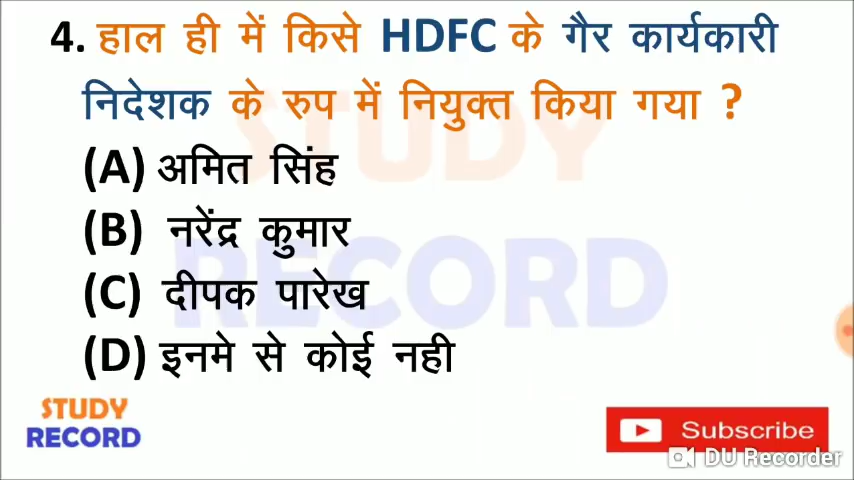 4. हाल ही में किसे HDFC के गैर कार्यकारी
निदेशक के रुप में नियुक्त किया गया ?
(A) अमित सिंह
(B) नरेंद्र कुमार
(C) दीपक पारेख
(D) इनमे से कोई नही
STUDY
RECORD
STUDY
RECORD
Subscribe
DU Recorder